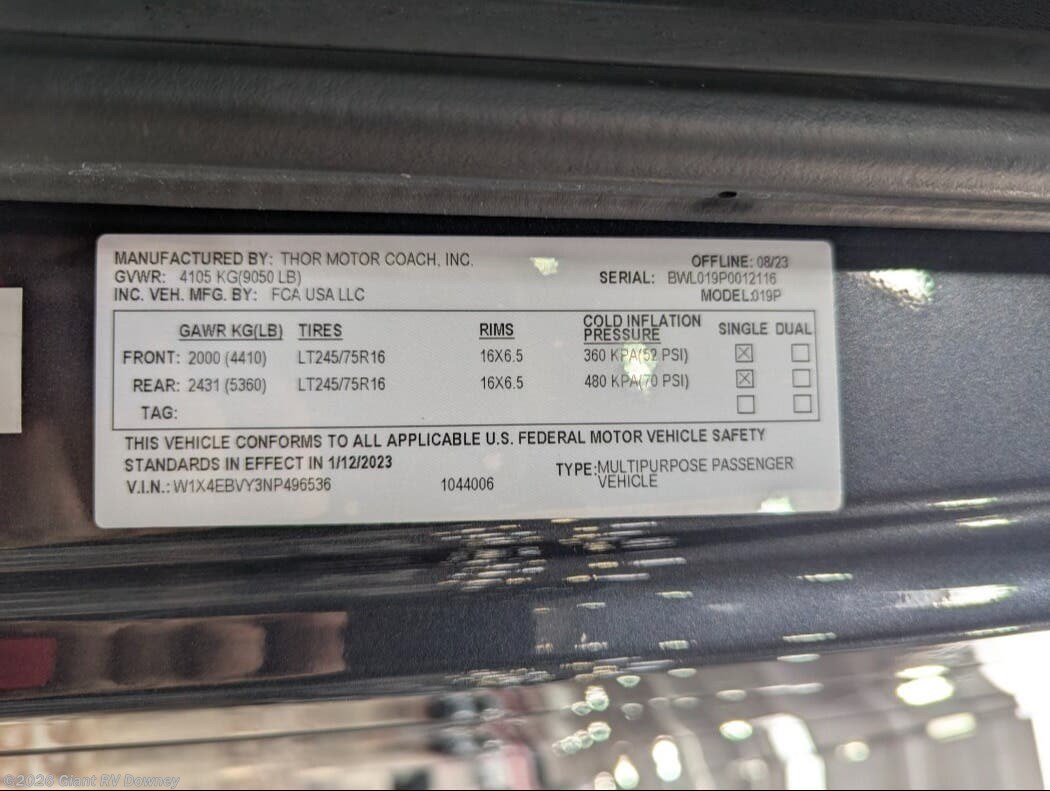 MANUFACTURED BY: THOR MOTOR COACH, INC. OFFLINE: 08/23
GVWR: 4105 KG(9050 LB) SERIAL: BWL019P0012116
INC. VEH. MFG. BY: FCA USA LLC MODEL:019P
GAWR KG(LB) TIRES RIMS COLD INFLATION PRESSURE SINGLE DUAL
FRONT: 2000 (4410) LT245/75R16 16X6.5 360 KPA(52 PSI)
REAR: 2431 (5360) LT245/75R16 16X6.5 480 KPA(70 PSI)
TAG:
THIS VEHICLE CONFORMS TO ALL APPLICABLE U.S. FEDERAL MOTOR VEHICLE SAFETY
STANDARDS IN EFFECT IN 1/12/2023
TYPE:MULTIPURPOSE PASSENGER VEHICLE
V.I.N.: W1X4EBVY3NP496536 1044006
©2026 Giant RV Downey